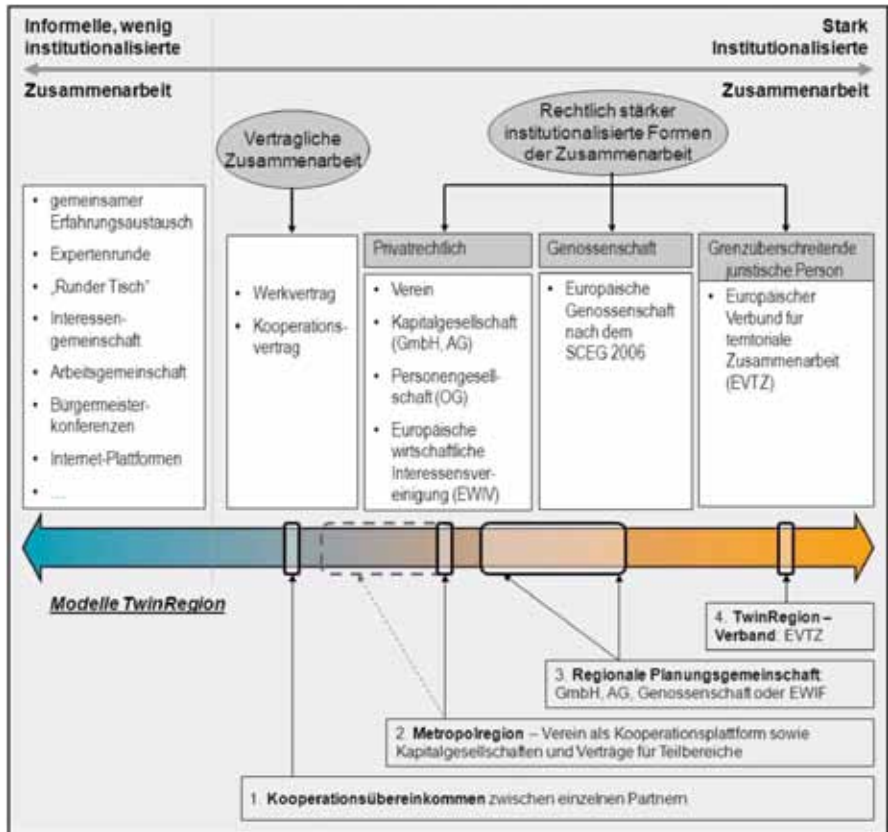 Informelle, wenig
institutionalisierte
Zusammenarbeit
Stark
Institutionalisierte
Zusammenarbeit
Vertragliche
Zusammenarbeit
Rechtlich stärker
institutionalisierte Formen
der Zusammenarbeit
• gemeinsamer
Erfahrungsaustausch
• Expertenrunde
• „Runder Tisch“
• Interessen-
gemeinschaft
• Arbeitsgemeinschaft
• Bürgermeister-
konferenzen
• Internet-Plattformen
• ...
• Werkvertrag
• Kooperations-
vertrag
Privatrechtlich
• Verein
• Kapitalgesellschaft
(GmbH, AG)
• Personengesell-
schaft (OG)
• Europäische
wirtschaftliche
Interessensver-
einigung (EWIV)
Genossenschaft
• Europäische
Genossenschaft
nach dem
SCEG 2006
Grenzüberschreitende
juristische Person
• Europäischer
Verbund für
territoriale
Zusammenarbeit
(EVTZ)
Modelle TwinRegion
4. TwinRegion –
Verband: EVTZ
3. Regionale Planungsgemeinschaft:
GmbH, AG, Genossenschaft oder EWIF
2. Metropolregion – Verein als Kooperationsplattform sowie
Kapitalgesellschaften und Verträge für Teilbereiche
1. Kooperationsübereinkommen zwischen einzelnen Partnern